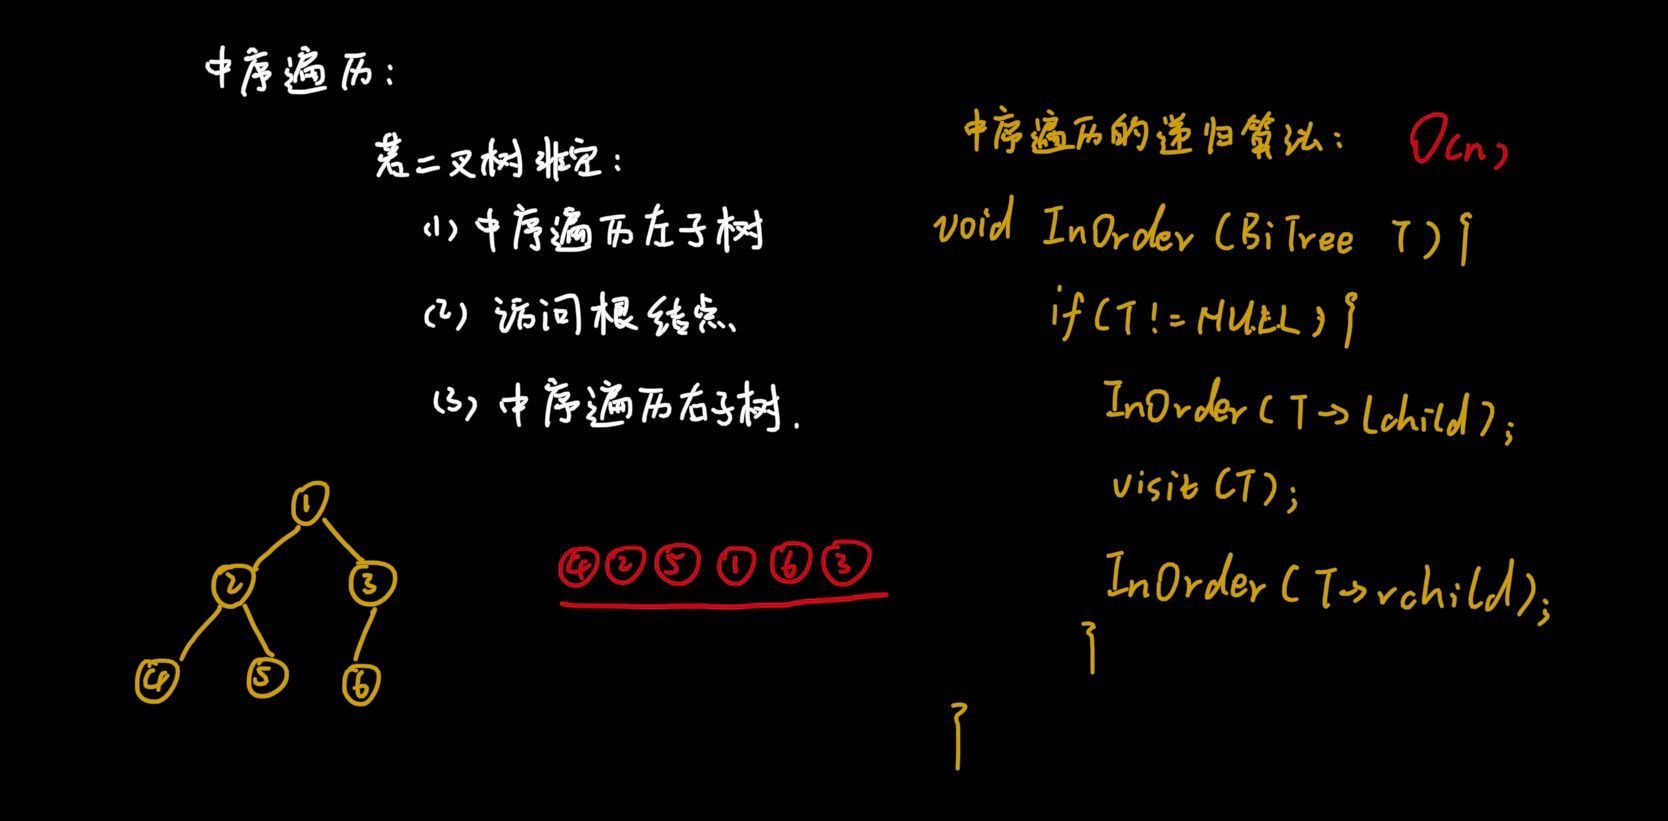 中序遍历:
若二叉树非空:
(1) 中序遍历左子树
(2) 访问根结点、
(3) 中序遍历右子树.
1
2 3
4 5 6
4 2 5 1 6 3
中序遍历的递归算法: O(n)
void InOrder (BiTree T) {
if (T != NULL) {
InOrder (T→lchild);
visit (T);
InOrder (T→rchild);
}
}